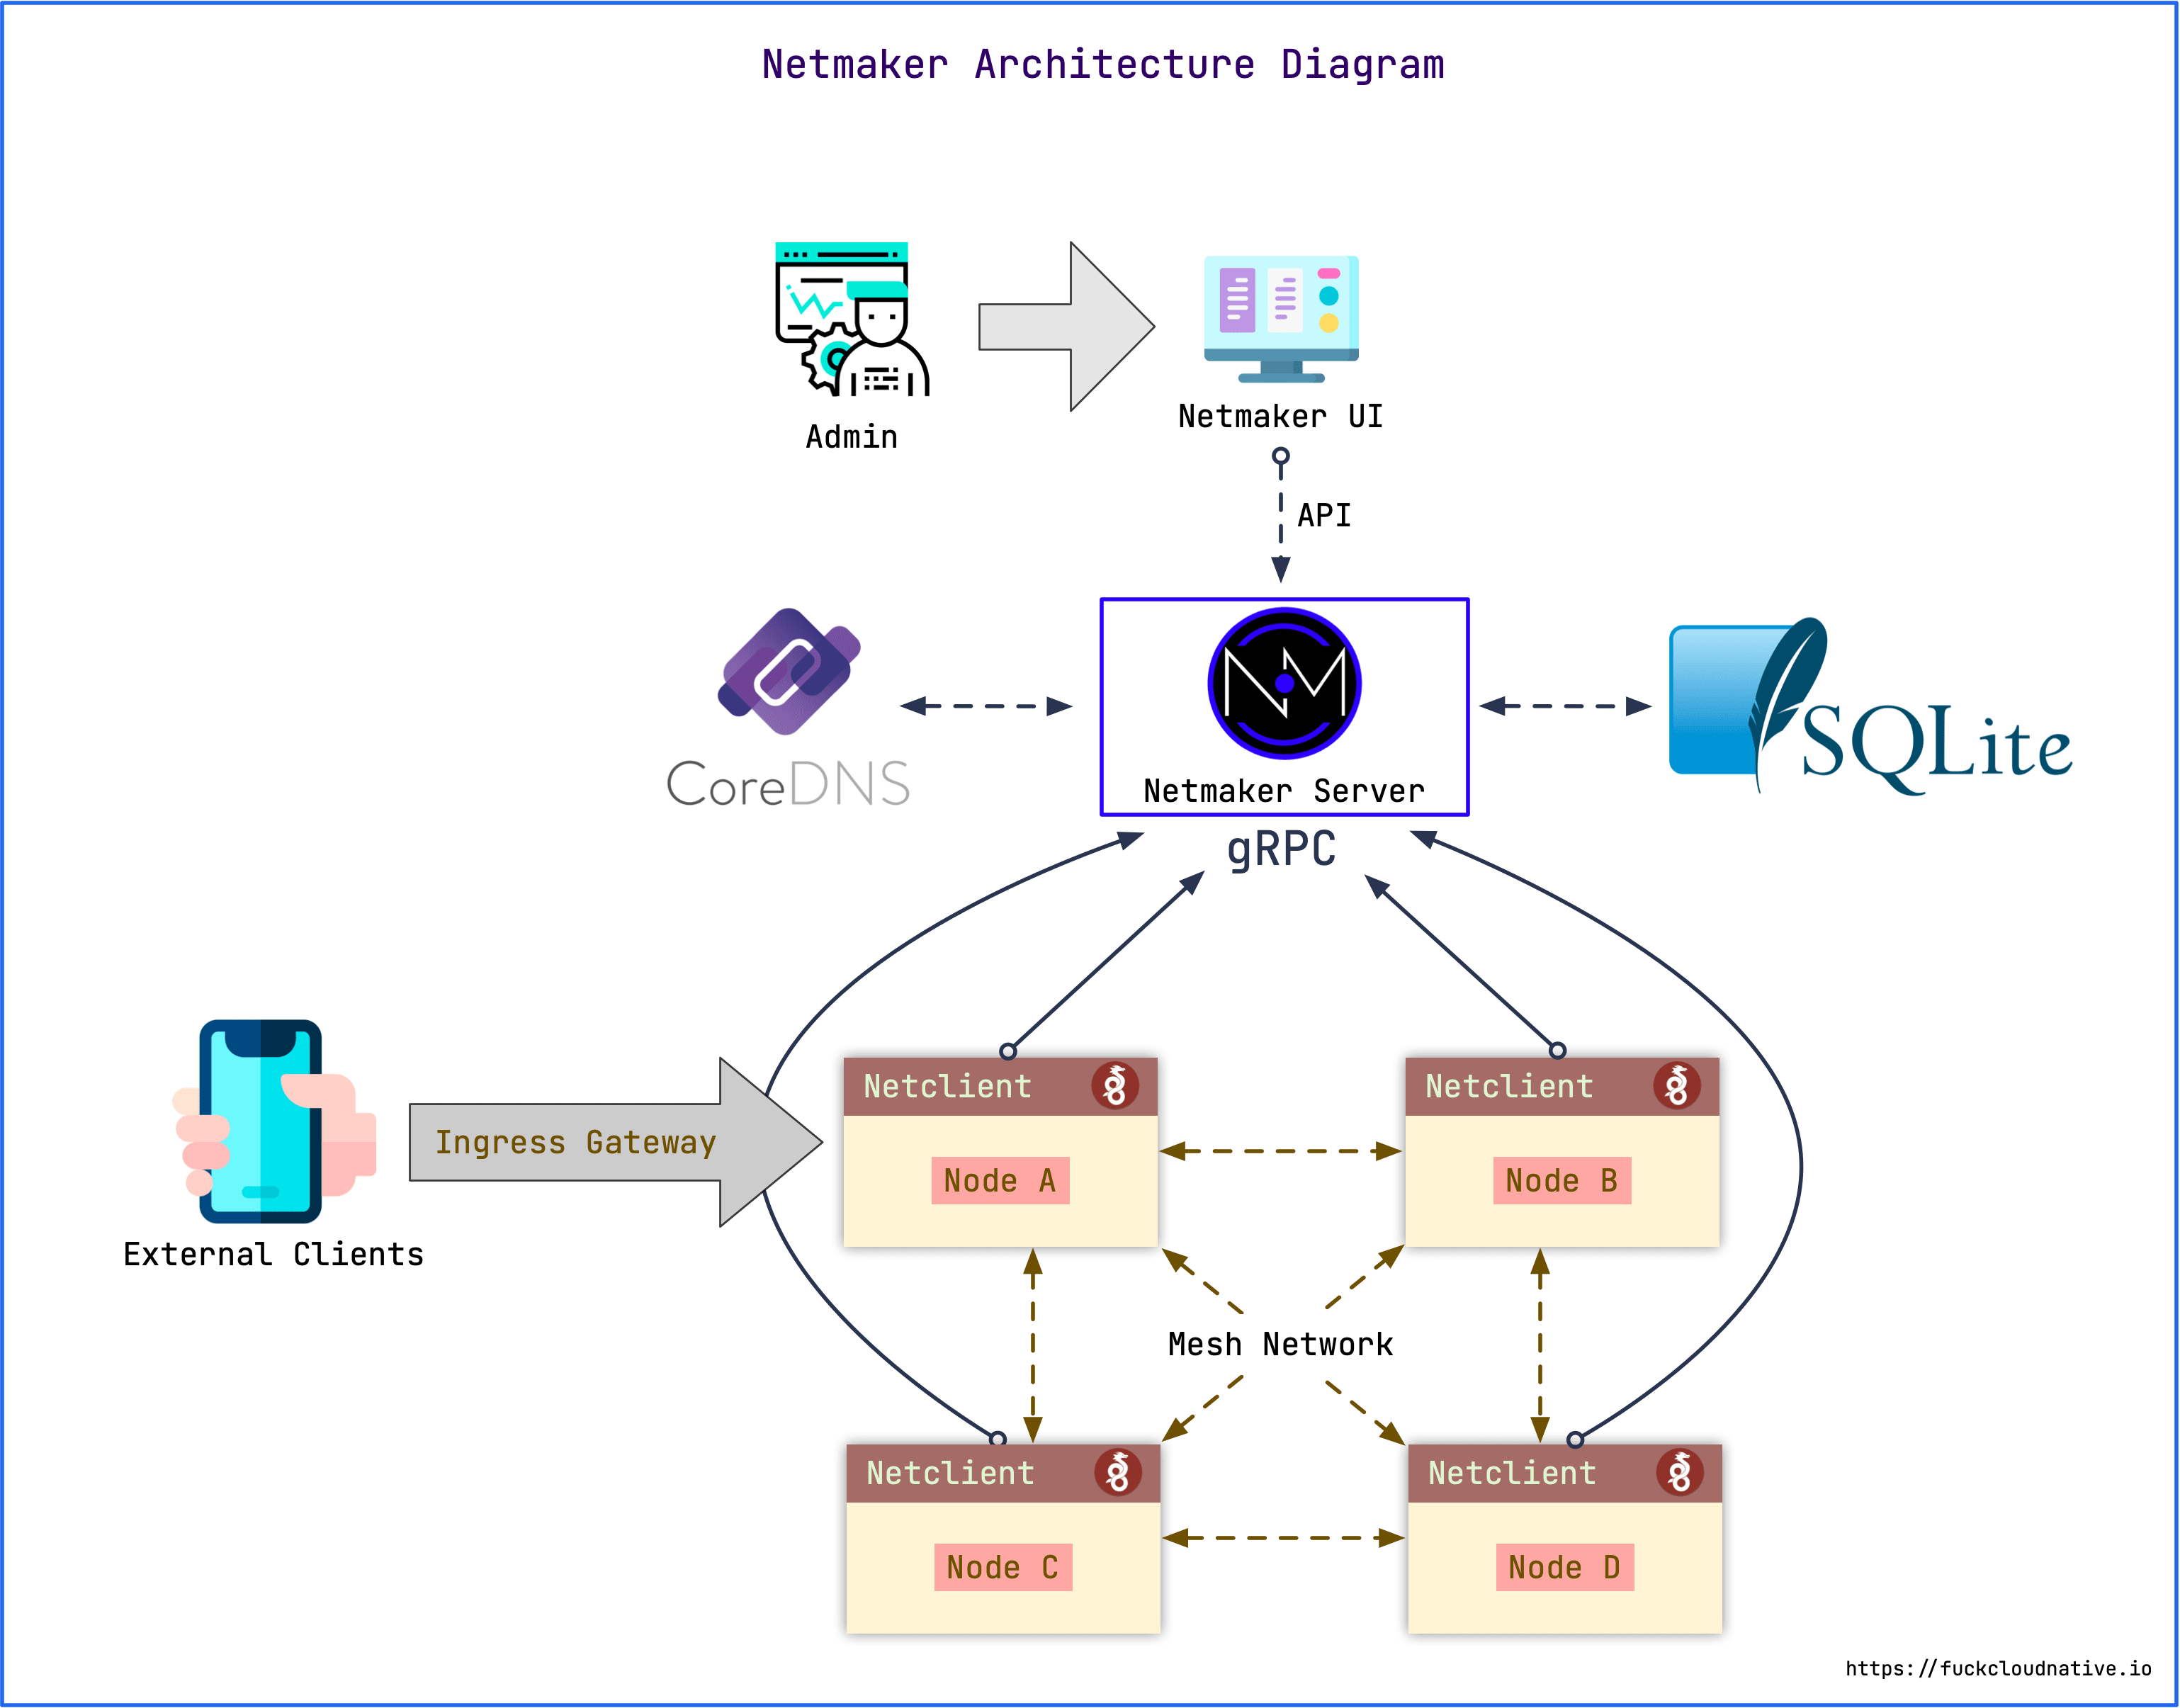 Netmaker Architecture Diagram
Admin
Netmaker UI
API
CoreDNS
NM
Netmaker Server
SQLite
gRPC
External Clients
Ingress Gateway
Netclient
Node A
Netclient
Node B
Mesh Network
Netclient
Node C
Netclient
Node D
https://fuckcloudnative.io